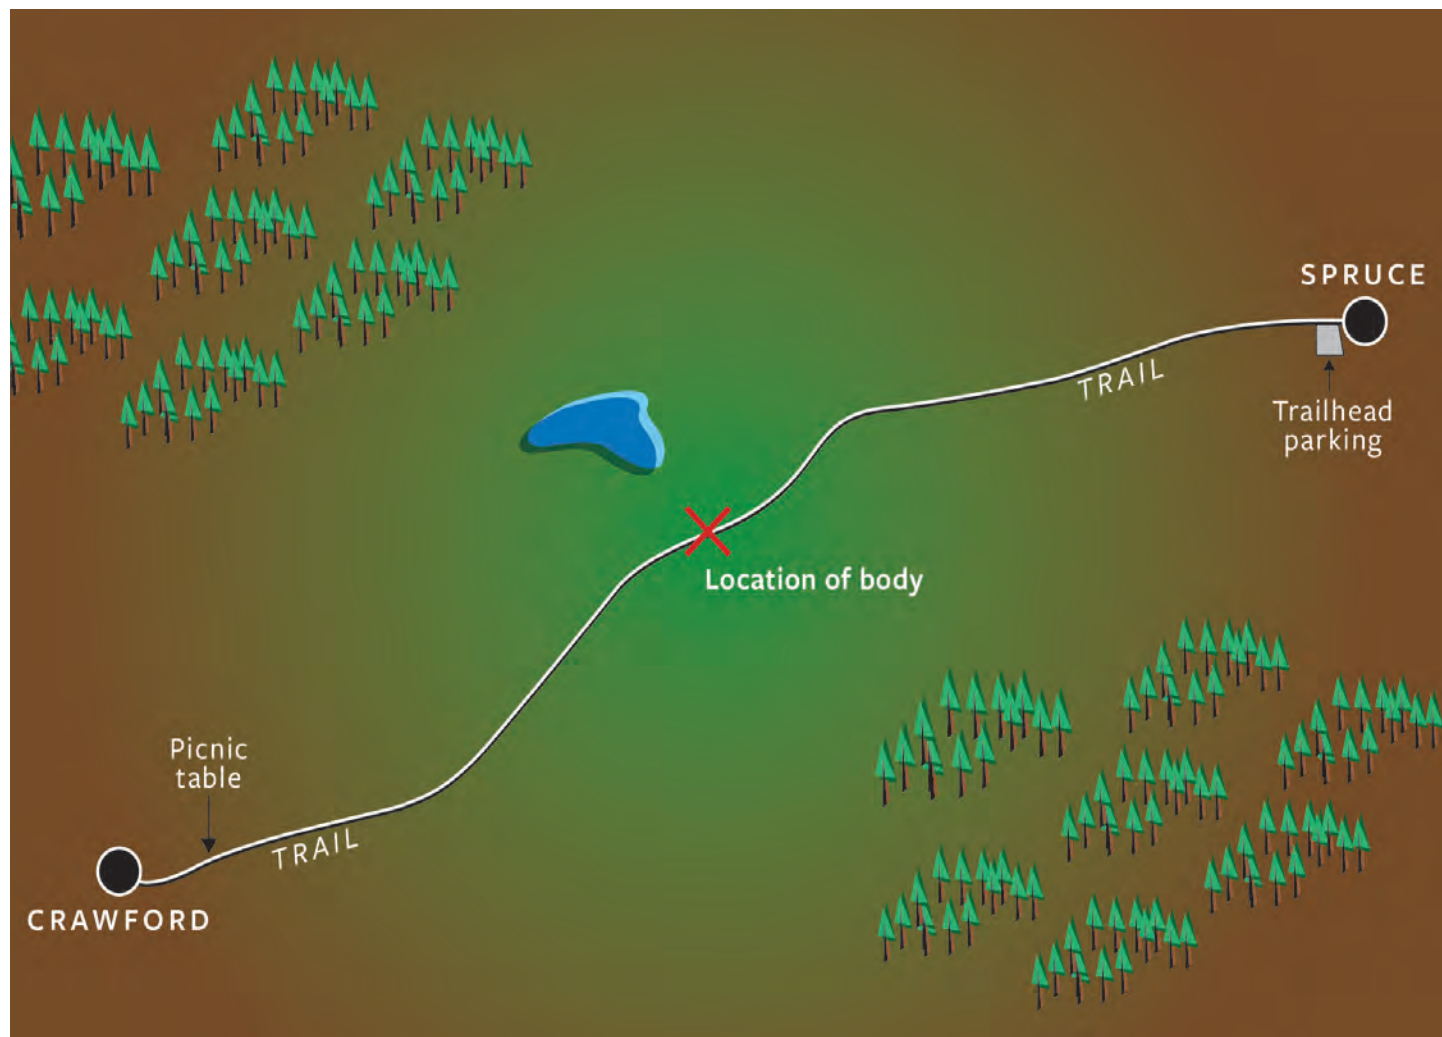 SPRUCE
TRAIL
Trailhead
parking
Location of body
Picnic
table
TRAIL
CRAWFORD